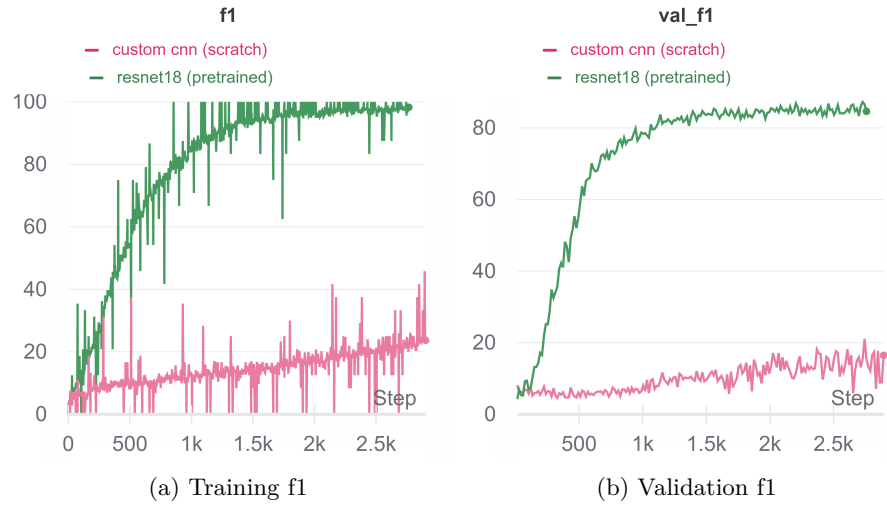 f1
custom cnn (scratch)
resnet18 (pretrained)
100
80
60
40
20
0
Step
0 500 1k 1.5k 2k 2.5k
(a) Training f1
val_f1
custom cnn (scratch)
resnet18 (pretrained)
80
60
40
20
0
Step
500 1k 1.5k 2k 2.5k
(b) Validation f1